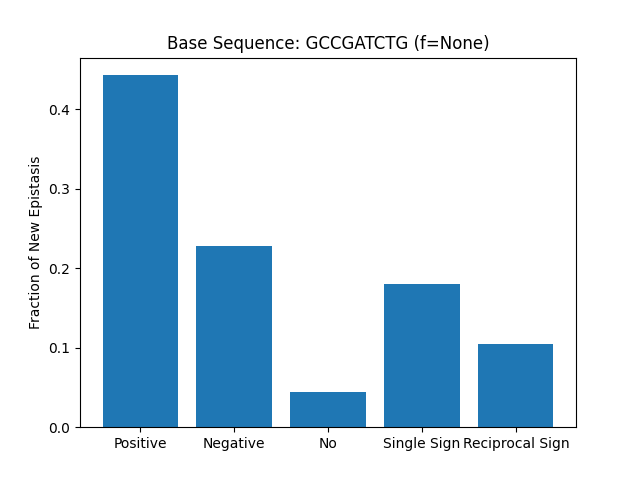 Base Sequence: GCCGATCTG (f=None)
Fraction of New Epistasis
0.4
0.3
0.2
0.1
0.0
Positive Negative No Single Sign Reciprocal Sign